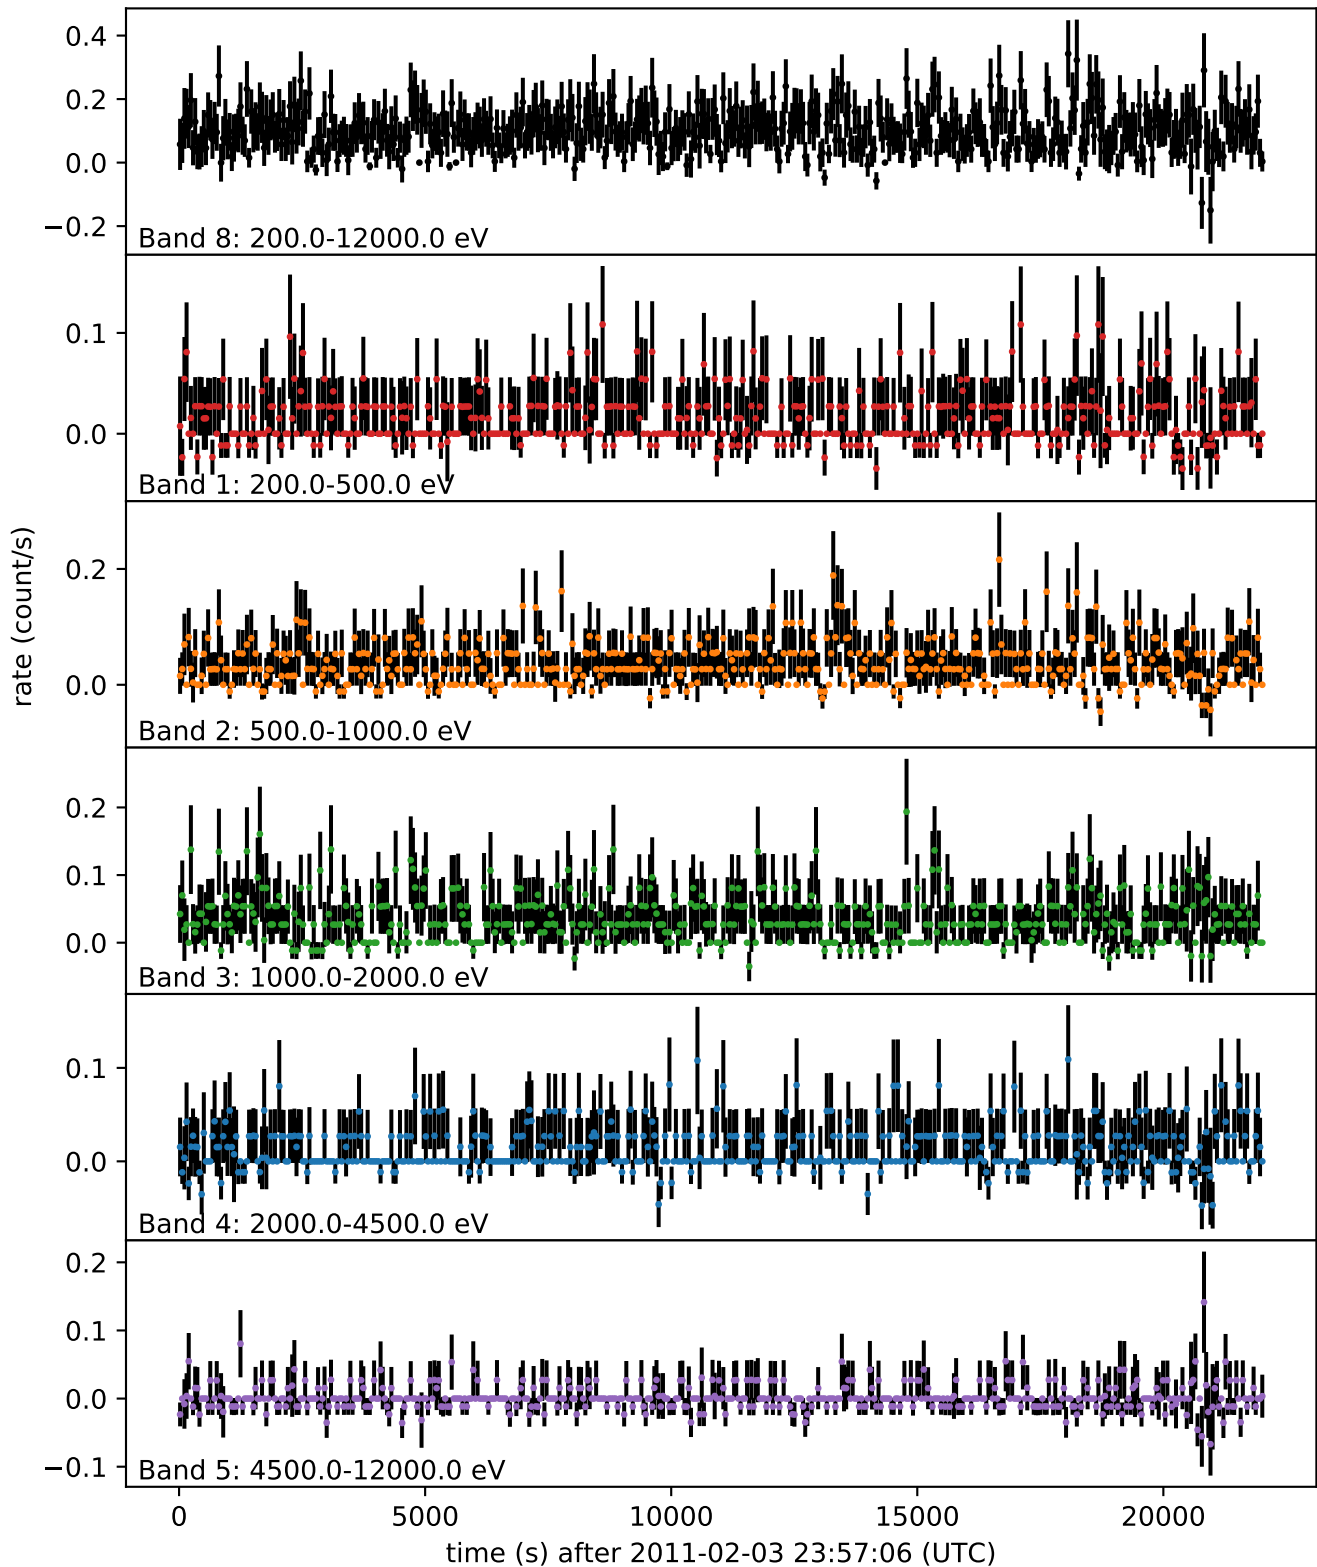 0.4
0.2
0.0
−0.2
Band 8: 200.0-12000.0 eV
0.1
0.0
Band 1: 200.0-500.0 eV
0.2
0.0
Band 2: 500.0-1000.0 eV
rate (count/s)
0.2
0.1
0.0
Band 3: 1000.0-2000.0 eV
0.1
0.0
Band 4: 2000.0-4500.0 eV
0.2
0.1
0.0
−0.1
Band 5: 4500.0-12000.0 eV
0 5000 10000 15000 20000
time (s) after 2011-02-03 23:57:06 (UTC)